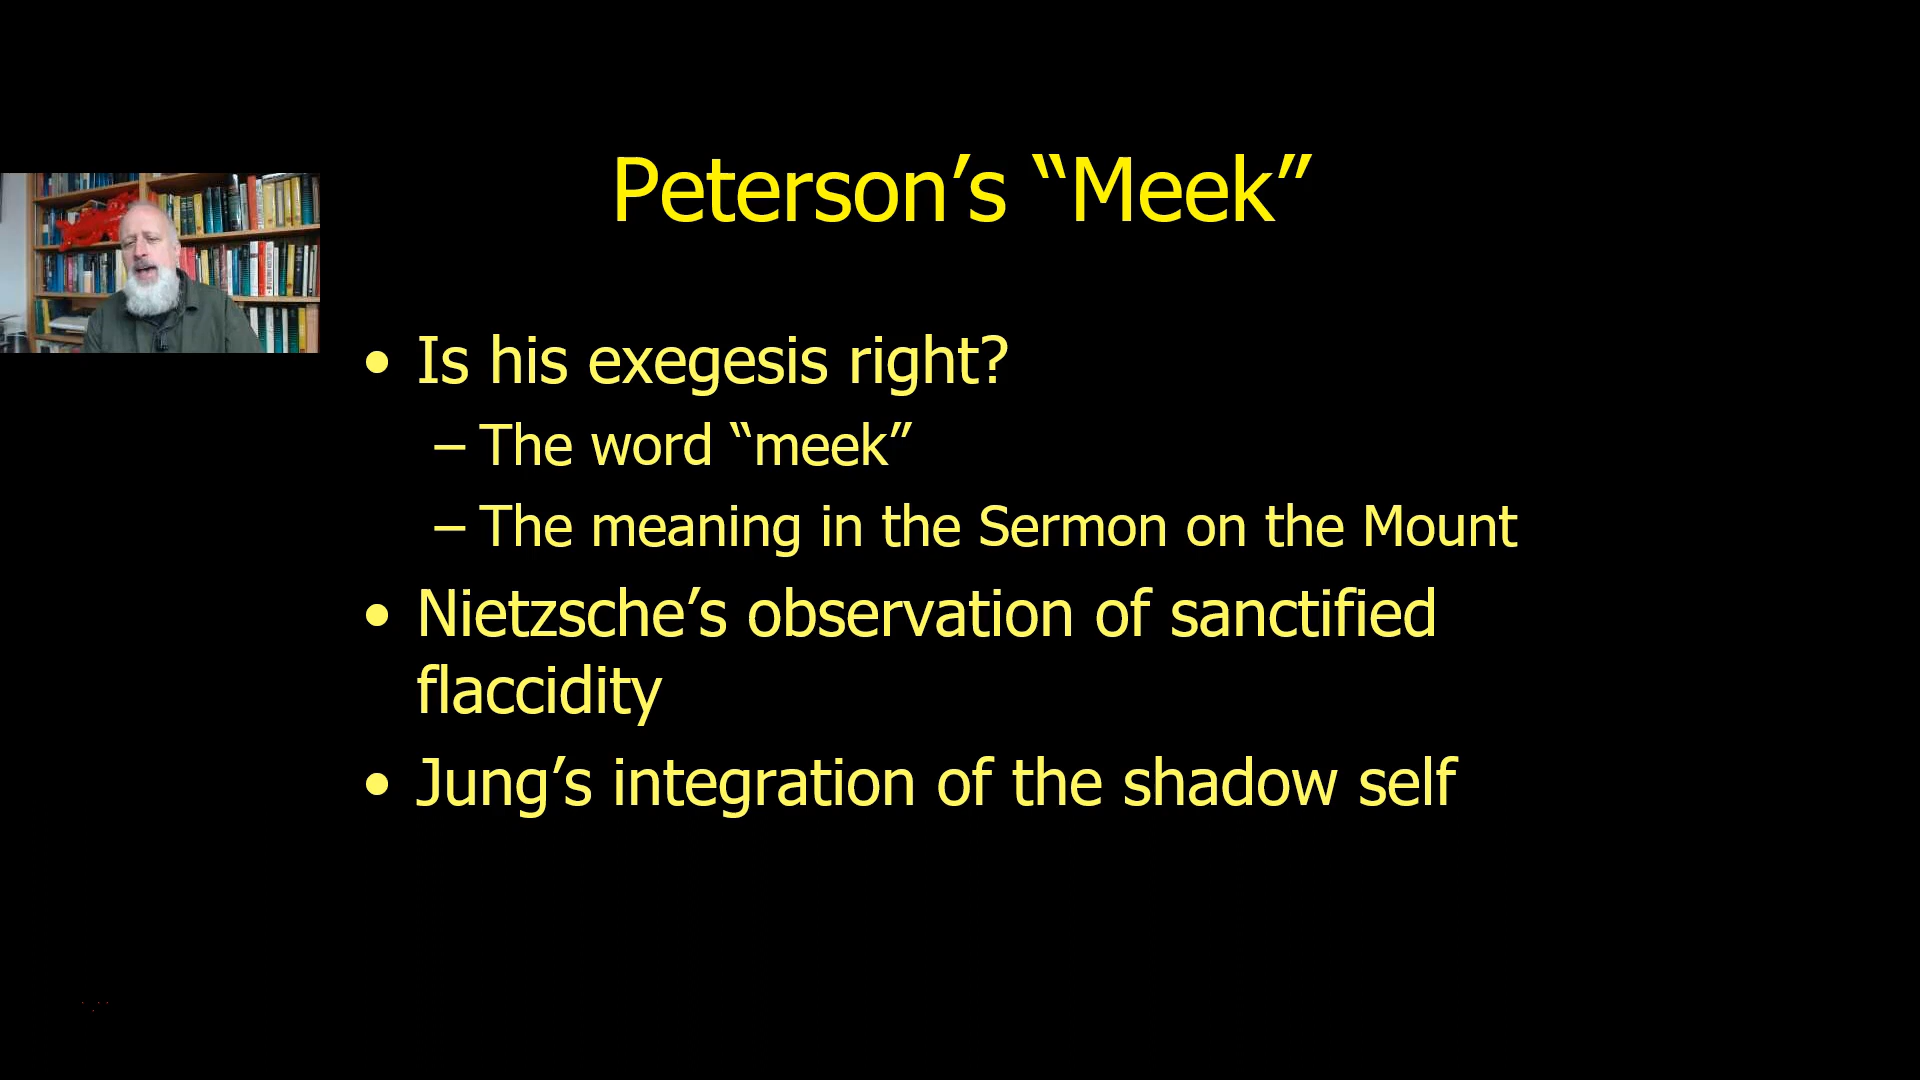 Peterson’s “Meek”
• Is his exegesis right?
– The word “meek”
– The meaning in the Sermon on the Mount
• Nietzsche’s observation of sanctified
flaccidity
• Jung’s integration of the shadow self